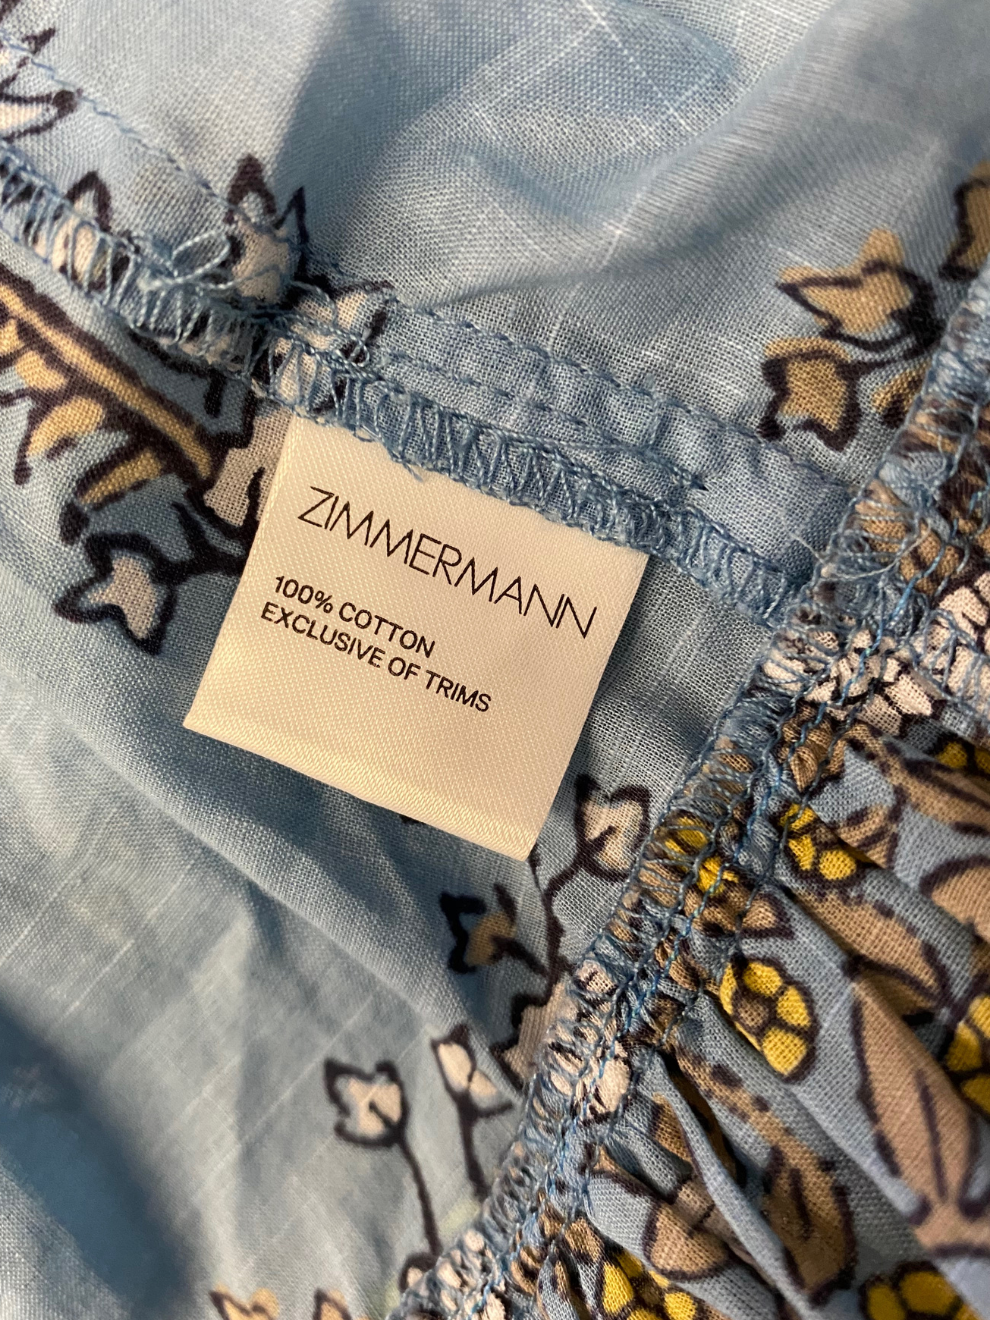 ZIMMERMANN
100% COTTON
EXCLUSIVE OF TRIMS